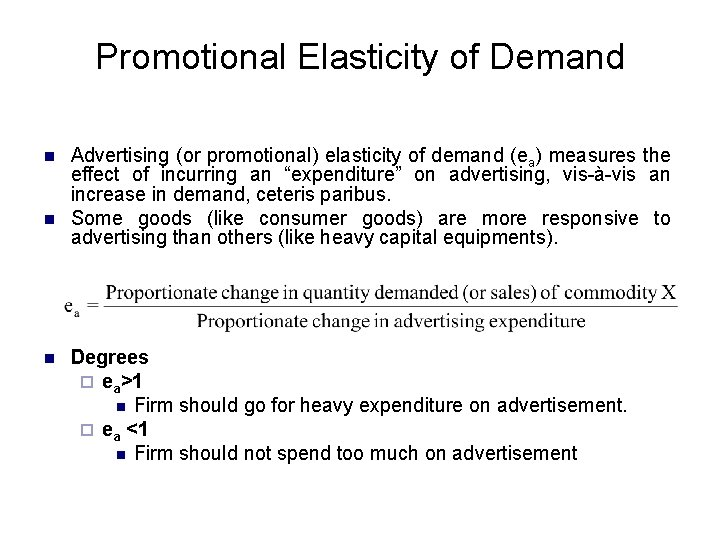 Promotional Elasticity of Demand
Advertising (or promotional) elasticity of demand (ea) measures the
effect of incurring an “expenditure” on advertising, vis-à-vis an
increase in demand, ceteris paribus.
Some goods (like consumer goods) are more responsive to
advertising than others (like heavy capital equipments).
ea = Proportionate change in quantity demanded (or sales) of commodity X
Proportionate change in advertising expenditure
Degrees
ea>1
Firm should go for heavy expenditure on advertisement.
ea <1
Firm should not spend too much on advertisement